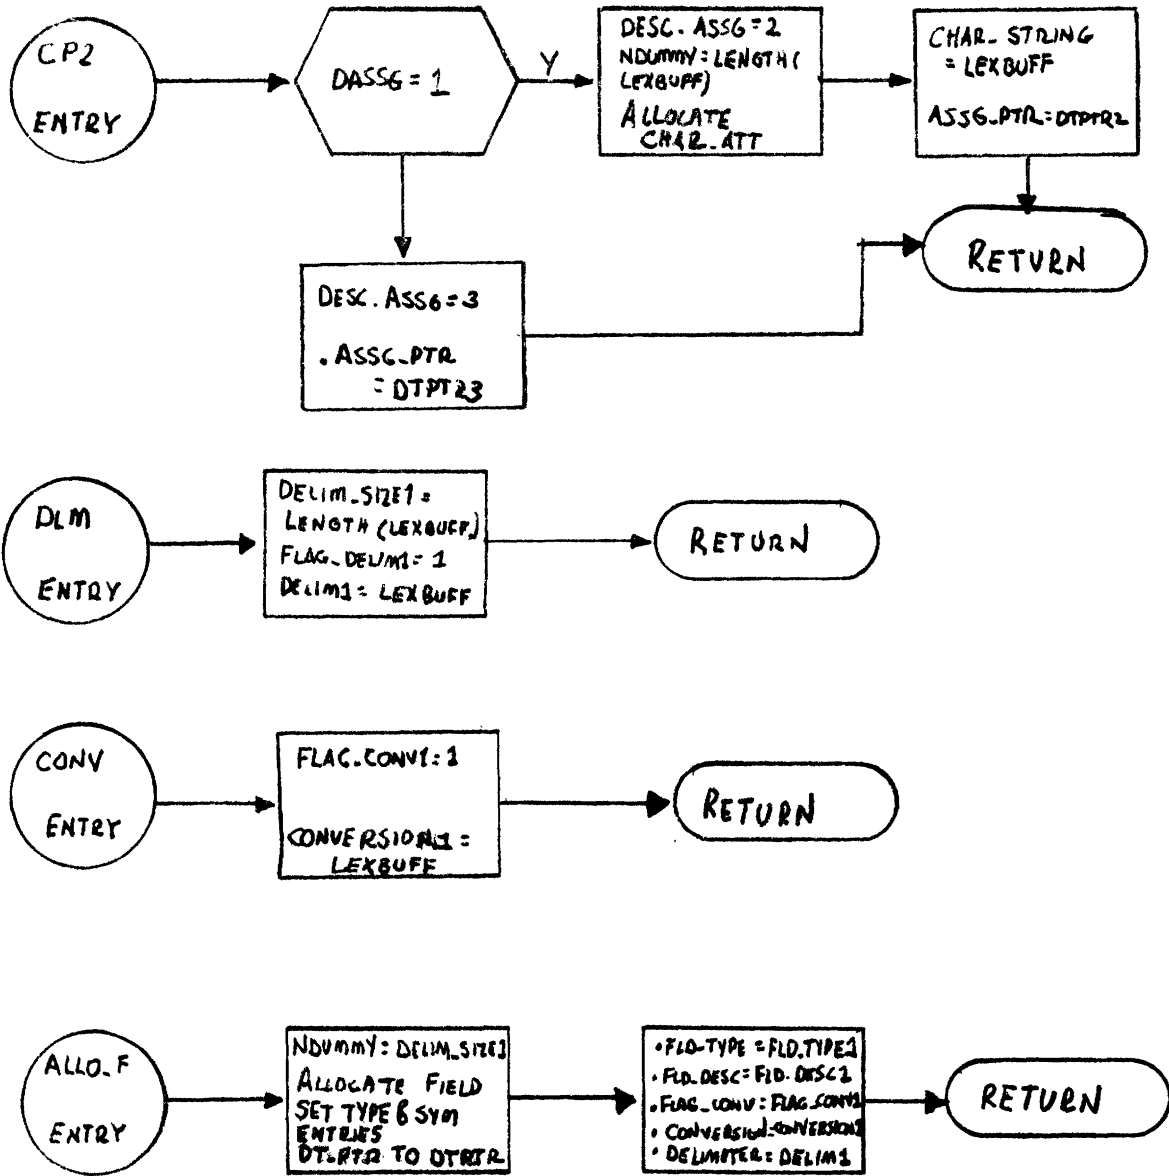 CP2
ENTRY
DASSG = 1
Y
DESC. ASSG = 2
NDUMMY = LENGTH(
LEXBUFF)
ALLOCATE
CHAR_ATT
CHAR_STRING
= LEXBUFF
ASSG_PTR = DTPTR2
RETURN
DESC. ASSG = 3
. ASSG_PTR
= DTPTR3
DLM
ENTRY
DELIM_SIZE1 =
LENGTH (LEXBUFF)
FLAG_DELIM1 = 1
DELIM1 = LEXBUFF
RETURN
CONV
ENTRY
FLAG_CONV1 = 1
CONVERSION1 =
LEXBUFF
RETURN
ALLO_F
ENTRY
NDUMMY = DELIM_SIZE1
ALLOCATE FIELD
SET TYPE & SYM
ENTRIES
TO
. FLD_TYPE = FLD_TYPE1
. FLD_DESC = FLD_DESC1
. FLAG_CONV = FLAG_CONV1
. CONVERSION=CONVERSION1
. DELIMITER = DELIM1
RETURN